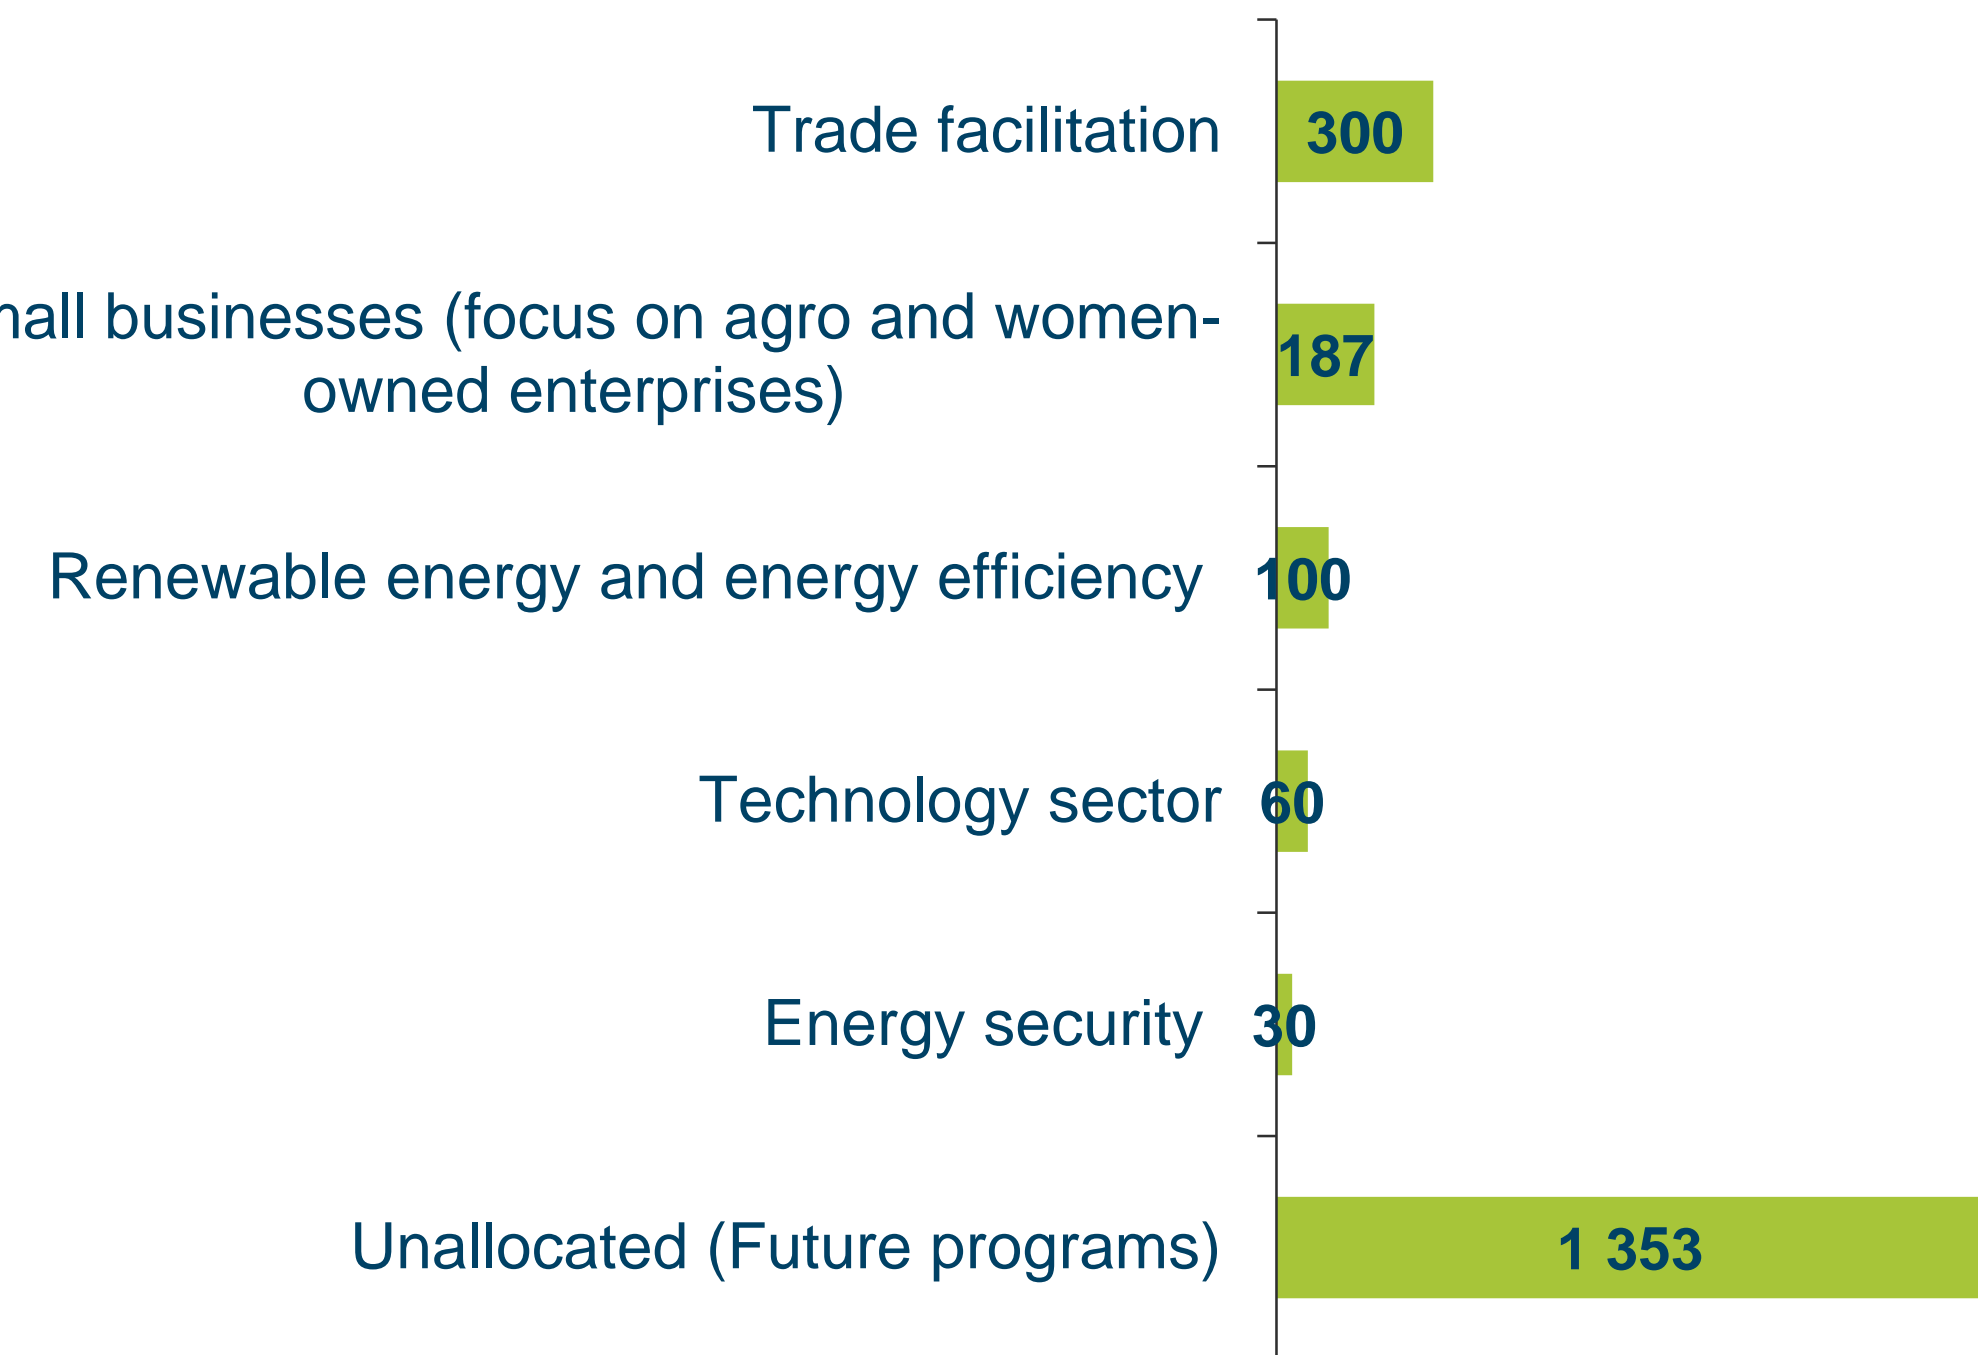 Trade facilitation 300
businesses (focus on agro and women-
owned enterprises) 187
Renewable energy and energy efficiency 100
Technology sector 60
Energy security 30
Unallocated (Future programs) 1 353